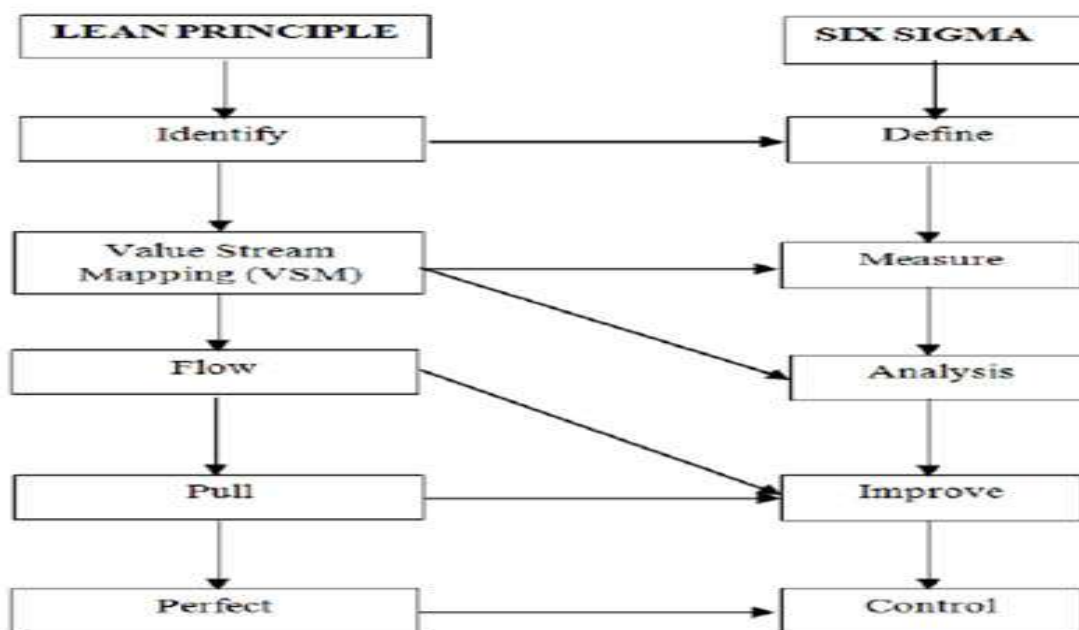 LEAN PRINCIPLE
SIX SIGMA
Identify
Define
Value Stream
Mapping (VSM)
Measure
Flow
Analysis
Pull
Improve
Perfect
Control